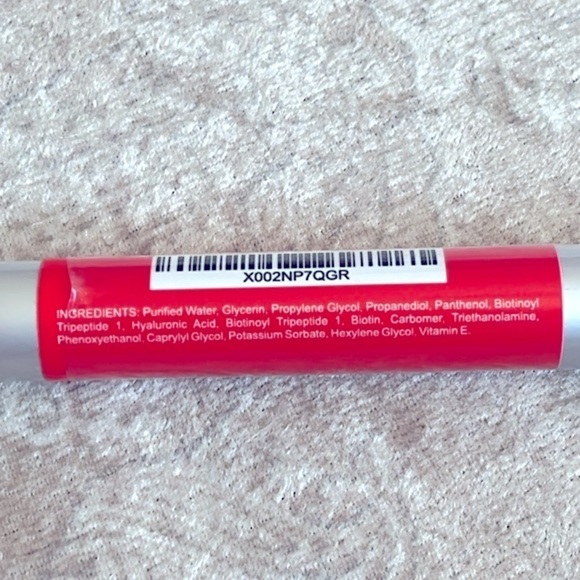 X002NP7QGR
INGREDIENTS: Purified Water, Glycerin, Propylene Glycol, Propanediol, Panthenol, Biotinoyl
Tripeptide 1, Hyaluronic Acid, Biotinoyl Tripeptide 1, Biotin, Carbomer, Triethanolamine,
Phenoxyethanol, Caprylyl Glycol, Potassium Sorbate, Hexylene Glycol, Vitamin E.